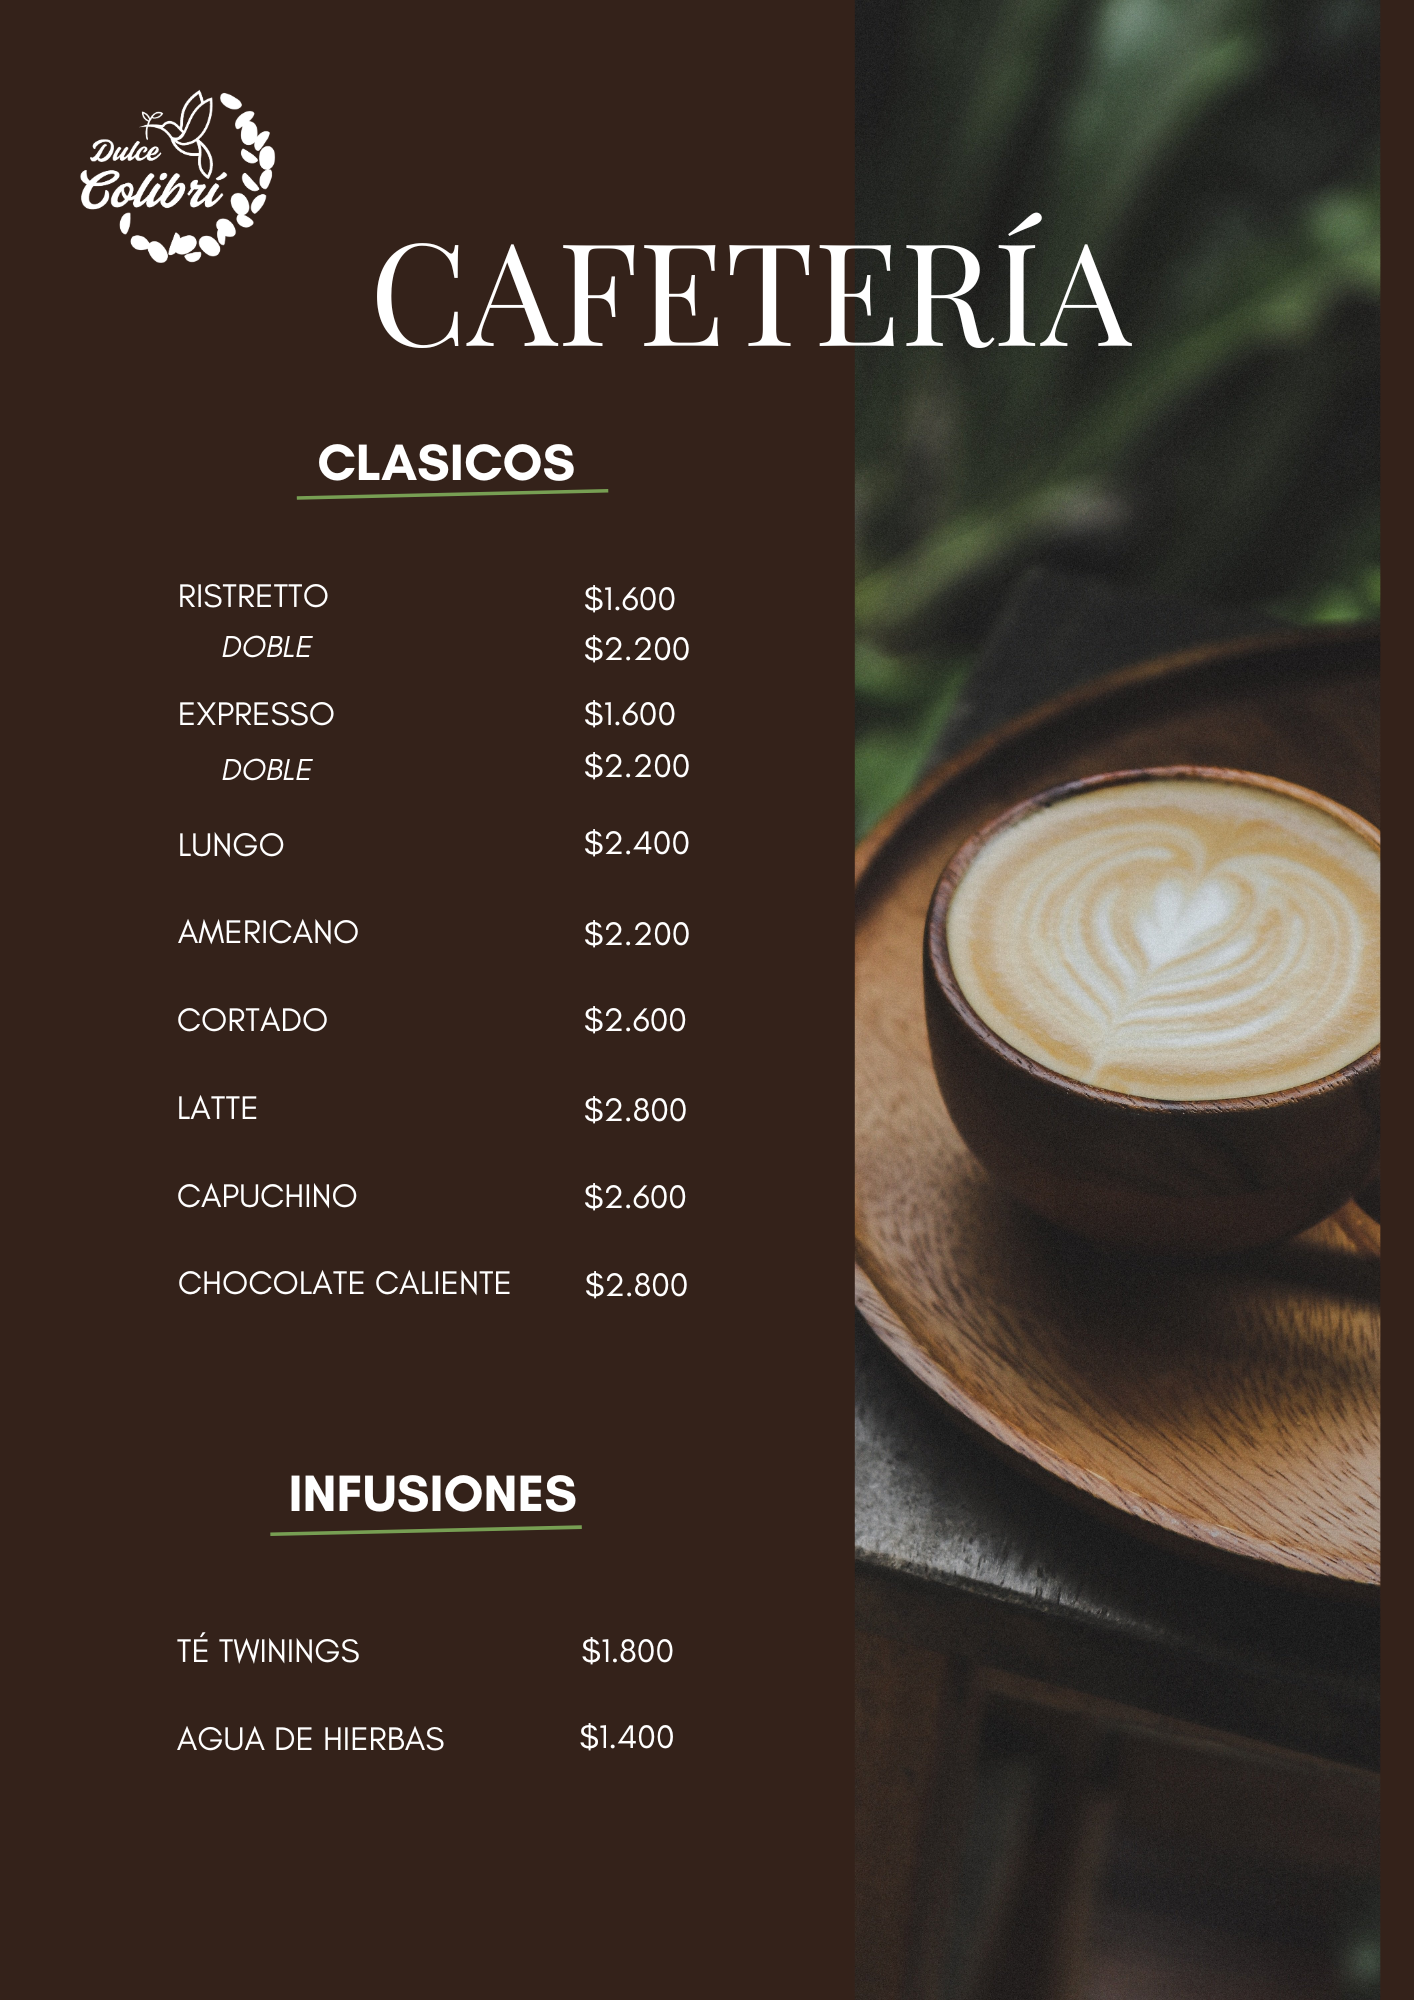 Dulce
Colibrí
CAFETERÍA
CLASICOS
RISTRETTO $1.600
DOBLE $2.200
EXPRESSO $1.600
DOBLE $2.200
LUNGO $2.400
AMERICANO $2.200
CORTADO $2.600
LATTE $2.800
CAPUCHINO $2.600
CHOCOLATE CALIENTE $2.800
INFUSIONES
TÉ TWININGS $1.800
AGUA DE HIERBAS $1.400